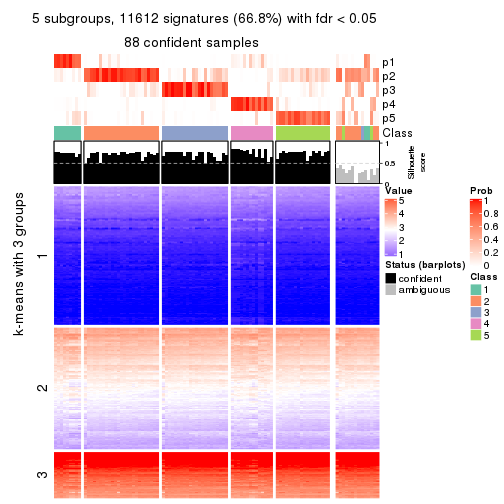 5 subgroups, 11612 signatures (66.8%) with fdr < 0.05
88 confident samples
p1
p2
p3
p4
p5
Class
1
0.5
0
Silhouette
score
k-means with 3 groups
1
2
3
Value
5
4
3
2
1
Status (barplots)
confident
ambiguous
Prob
1
0.8
0.6
0.4
0.2
0
Class
1
2
3
4
5